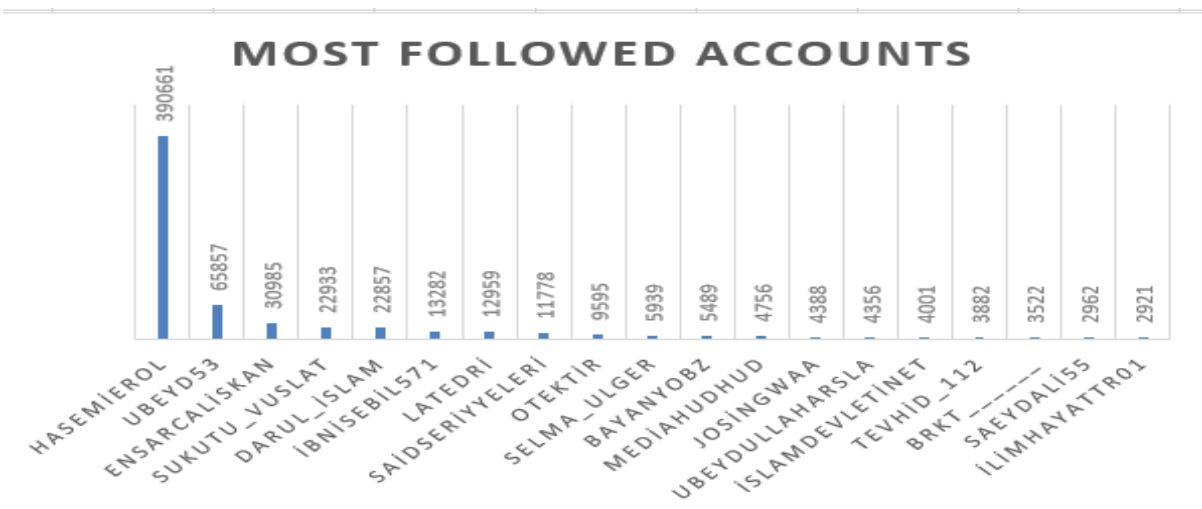 MOST FOLLOWED ACCOUNTS
390661
65857
30985
22933
22857
13282
12959
11778
9595
5939
5489
4756
4388
4356
4001
3882
3522
2962
2921
HASEMİEROL
UBEYD53
ENSARCALİSKAN
SUKUTU_VUSLAT
DARUL_İSLAM
İBNİSEBİL571
LATEDRİ
SAİDSERİYYELERİ
OTEKTİR
SELMA_ULGER
BAYANYOBZ
MEDİAHUDHUD
JOSİNGWAA
UBEYDULLAHARSLA
İSLAMDEVLETİNET
TEVHİD_112
BRKT______
SAEYDALİ55
İLİMHAYATTR01